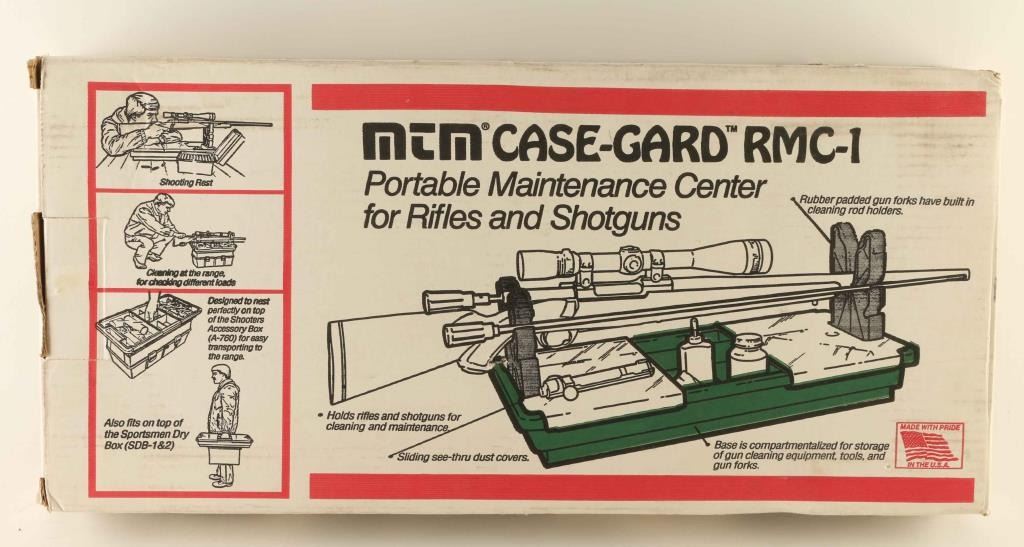 Shooting Rest
Cleaning at the range,
for checking different loads
Designed to nest
perfectly on top
of the Shooters
Accessory Box
(A-760) for easy
transporting to
the range.
Also fits on top of
the Sportsmen Dry
Box (SDB-1&2)
MTM® CASE-GARD™ RMC-1
Portable Maintenance Center
for Rifles and Shotguns
Rubber padded gun forks have built in
cleaning rod holders.
• Holds rifles and shotguns for
cleaning and maintenance.
Sliding see-thru dust covers.
Base is compartmentalized for storage
of gun cleaning equipment, tools, and
gun forks.
MADE WITH PRIDE
IN THE U.S.A.